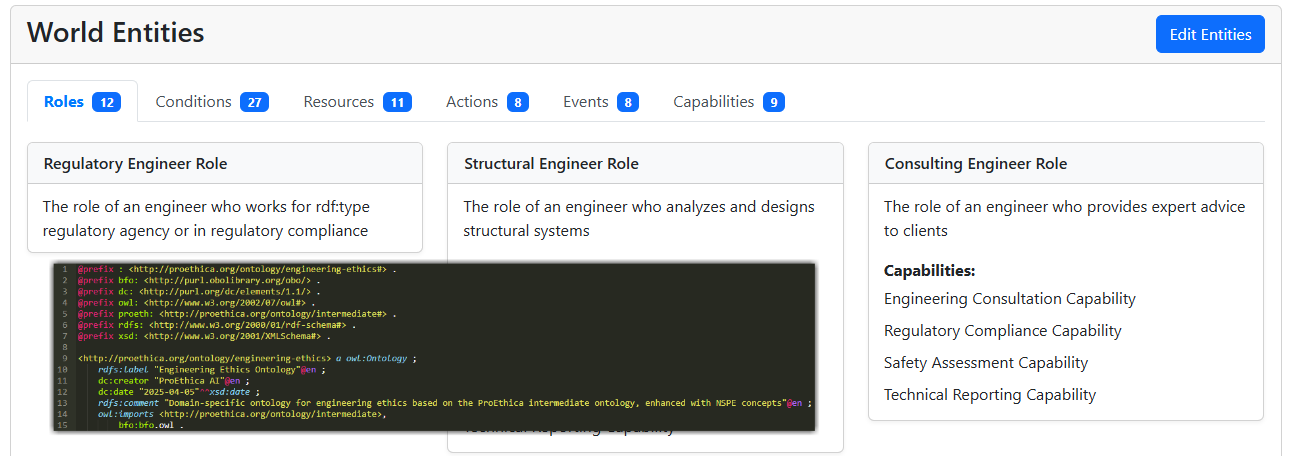 World Entities
Edit Entities
Roles 12 Conditions 27 Resources 11 Actions 8 Events 8 Capabilities 9
Regulatory Engineer Role
The role of an engineer who works for rdf:type
regulatory agency or in regulatory compliance
Structural Engineer Role
The role of an engineer who analyzes and designs
structural systems
Consulting Engineer Role
The role of an engineer who provides expert advice
to clients
Capabilities:
Engineering Consultation Capability
Regulatory Compliance Capability
Safety Assessment Capability
Technical Reporting Capability
1 @prefix : <http://proethica.org/ontology/engineering-ethics#> .
2 @prefix bfo: <http://purl.obolibrary.org/obo/> .
3 @prefix dc: <http://purl.org/dc/elements/1.1/> .
4 @prefix owl: <http://www.w3.org/2002/07/owl#> .
5 @prefix proeth: <http://proethica.org/ontology/intermediate#> .
6 @prefix rdfs: <http://www.w3.org/2000/01/rdf-schema#> .
7 @prefix xsd: <http://www.w3.org/2001/XMLSchema#> .
8
9 <http://proethica.org/ontology/engineering-ethics> a owl:Ontology ;
10 rdfs:label "Engineering Ethics Ontology"@en ;
11 dc:creator "ProEthica AI"@en ;
12 dc:date "2025-04-05"^^xsd:date ;
13 rdfs:comment "Domain-specific ontology for engineering ethics based on the ProEthica intermediate ontology, enhanced with NSPE concepts"@en ;
14 owl:imports <http://proethica.org/ontology/intermediate>,
15 bfo:bfo.owl .
Technical Reporting Capability